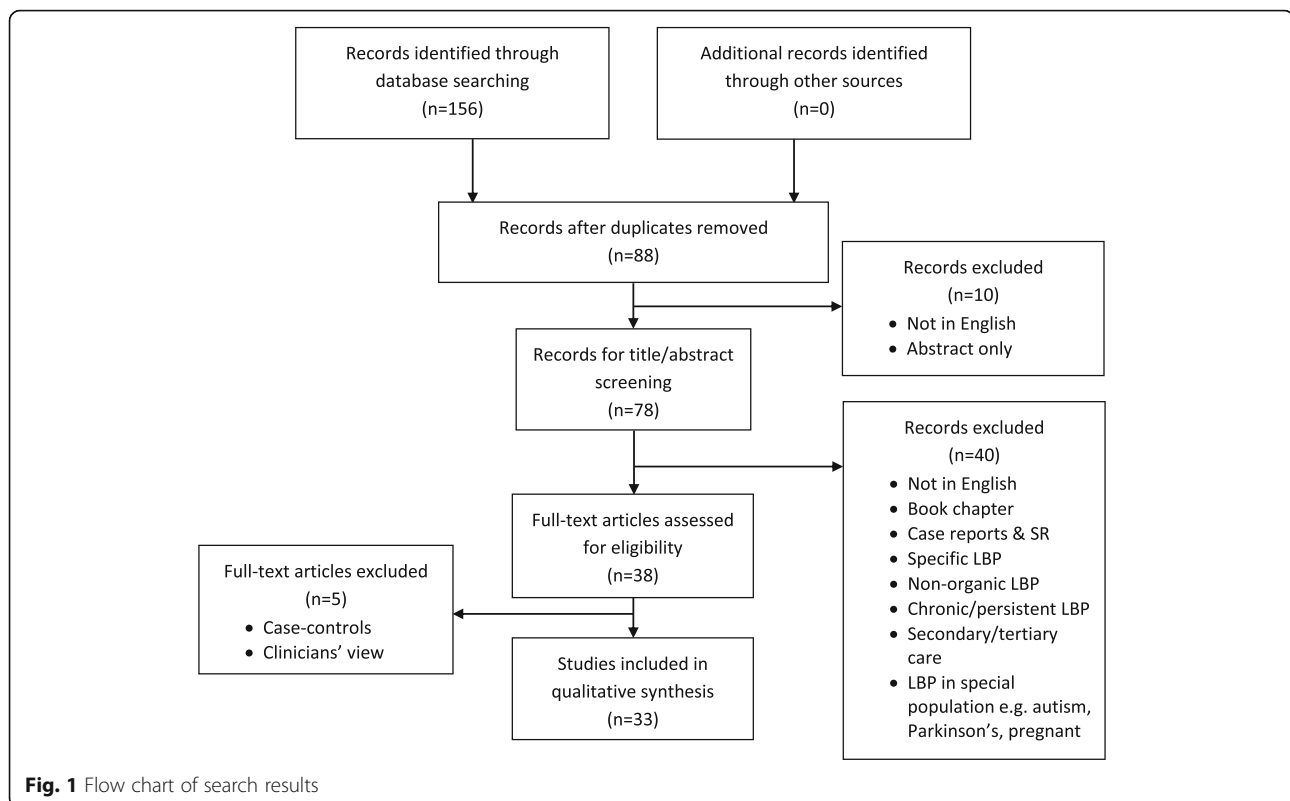 Records identified through
database searching
(n=156)
Additional records identified
through other sources
(n=0)
Records after duplicates removed
(n=88)
Records excluded
(n=10)
• Not in English
• Abstract only
Records for title/abstract
screening
(n=78)
Records excluded
(n=40)
• Not in English
• Book chapter
• Case reports & SR
• Specific LBP
• Non-organic LBP
• Chronic/persistent LBP
• Secondary/tertiary
care
• LBP in special
population e.g. autism,
Parkinson's, pregnant
Full-text articles assessed
for eligibility
(n=38)
Full-text articles excluded
(n=5)
• Case-controls
• Clinicians' view
Studies included in
qualitative synthesis
(n=33)
Fig. 1 Flow chart of search results